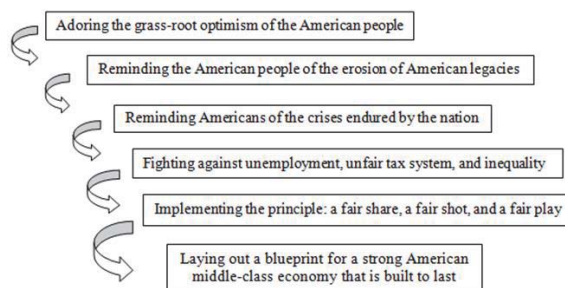 Adoring the grass-root optimism of the American people
Reminding the American people of the erosion of American legacies
Reminding Americans of the crises endured by the nation
Fighting against unemployment, unfair tax system, and inequality
Implementing the principle: a fair share, a fair shot, and a fair play
Laying out a blueprint for a strong American
middle-class economy that is built to last